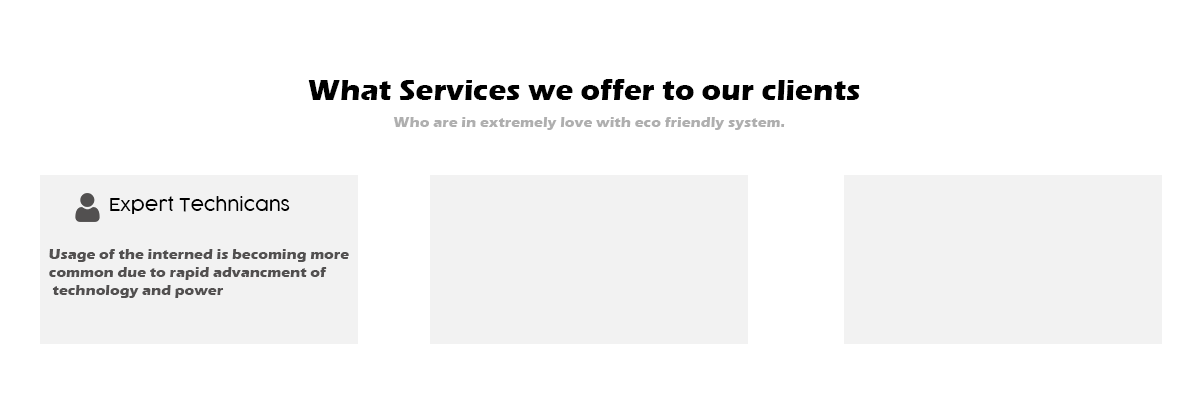 What Services we offer to our clients
Who are in extremely love with eco friendly system.
Expert Technicans
Usage of the interned is becoming more
common due to rapid advancment of
technology and power